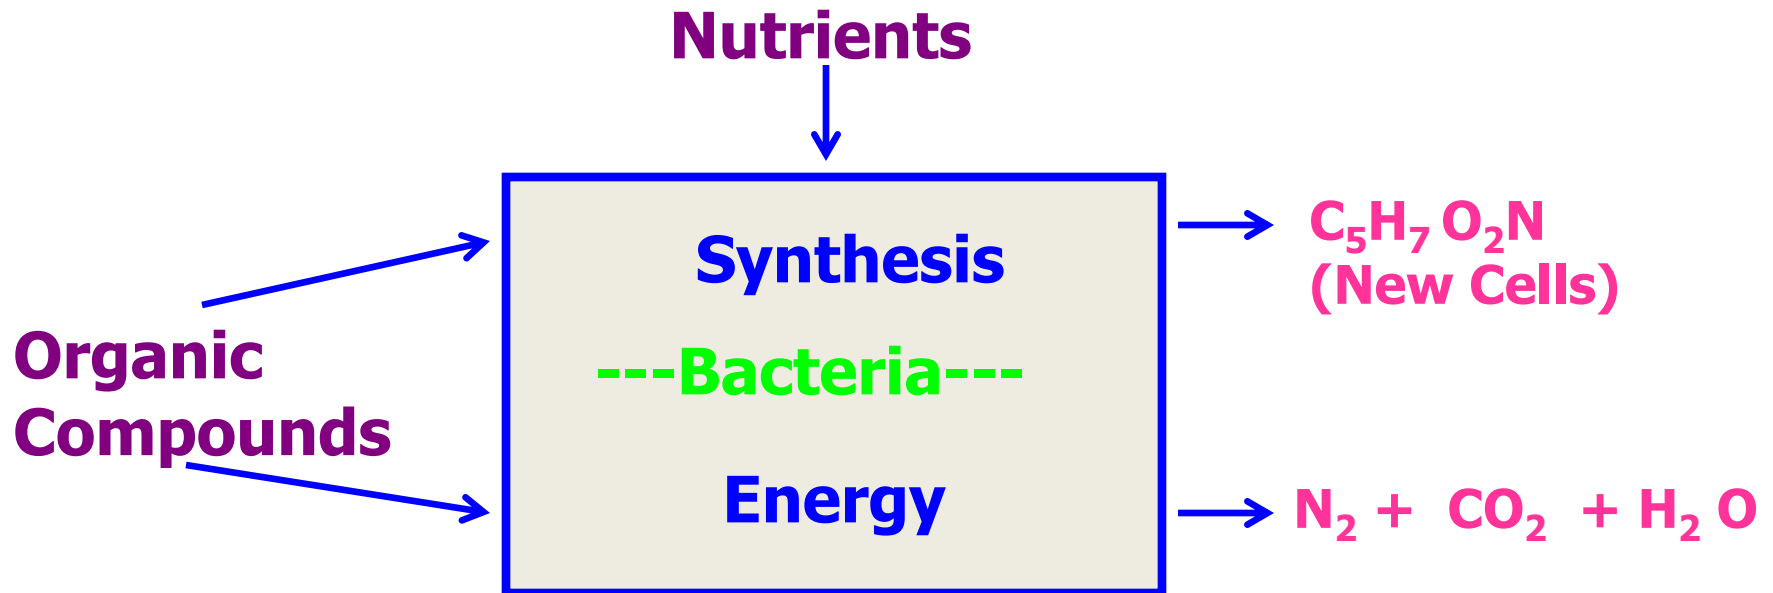 Nutrients
Synthesis
C₅H₇ O₂N
(New Cells)
Organic
Compounds
---Bacteria---
Energy
N₂ + CO₂ + H₂ O